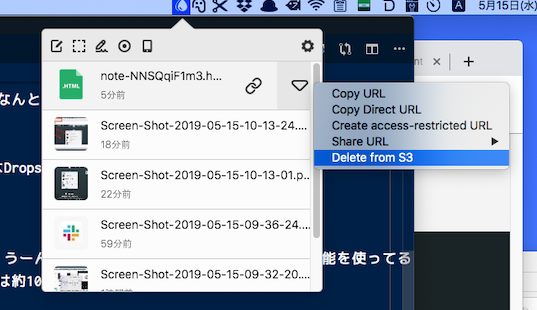 A
5月15日(水)
なんと
note-NNSQqiF1m3.h...
5分前
.HTML
Copy URL
Copy Direct URL
Create access-restricted URL
Share URL
Delete from S3
Screen-Shot-2019-05-15-10-13-24....
18分前
Drops
Screen-Shot-2019-05-15-10-13-01.p...
22分前
Screen-Shot-2019-05-15-09-36-24....
59分前
うーん
能を使ってる
Screen-Shot-2019-05-15-09-32-20....
は約10